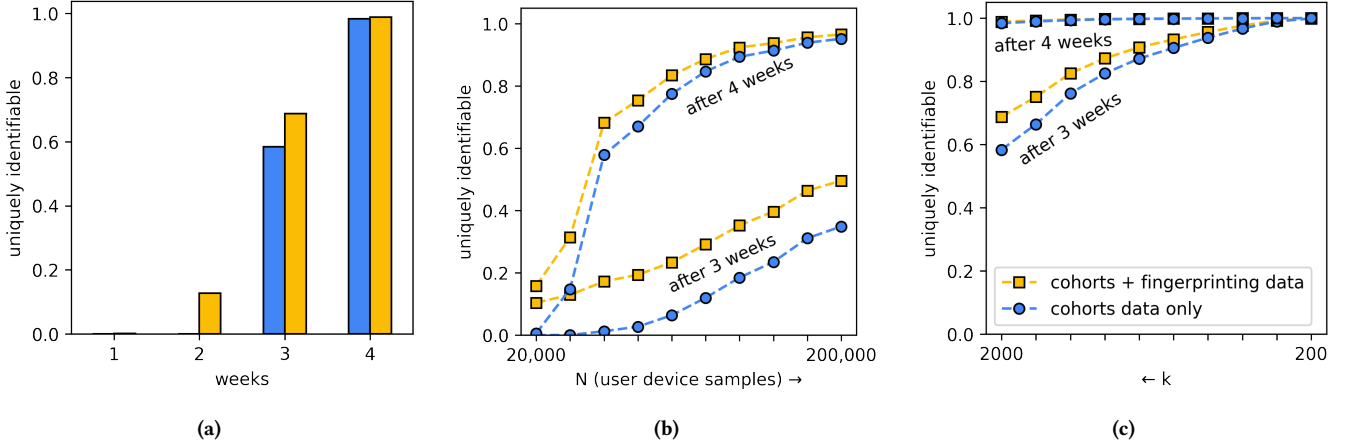 uniquely identifiable
1.0
0.8
0.6
0.4
0.2
0.0
1 2 3 4
weeks
(a)
uniquely identifiable
1.0
0.8
0.6
0.4
0.2
0.0
after 4 weeks
after 3 weeks
20,000 200,000
N (user device samples) →
(b)
uniquely identifiable
1.0
0.8
0.6
0.4
0.2
0.0
after 4 weeks
after 3 weeks
cohorts + fingerprinting data
cohorts data only
2000 200
← k
(c)